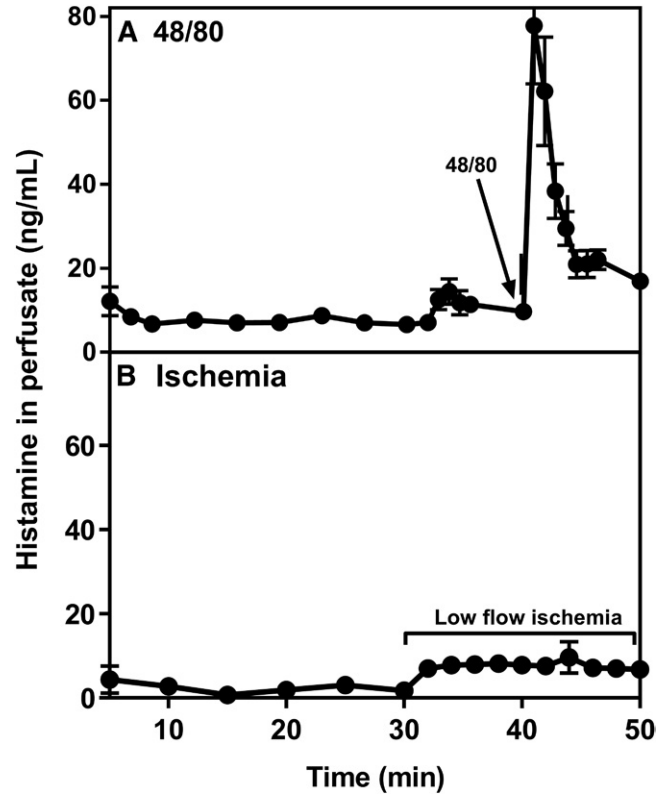 A 48/80
80
60
40
20
0
48/80
Histamine in perfusate (ng/mL)
B Ischemia
60
40
20
0
Low flow ischemia
10 20 30 40 50
Time (min)